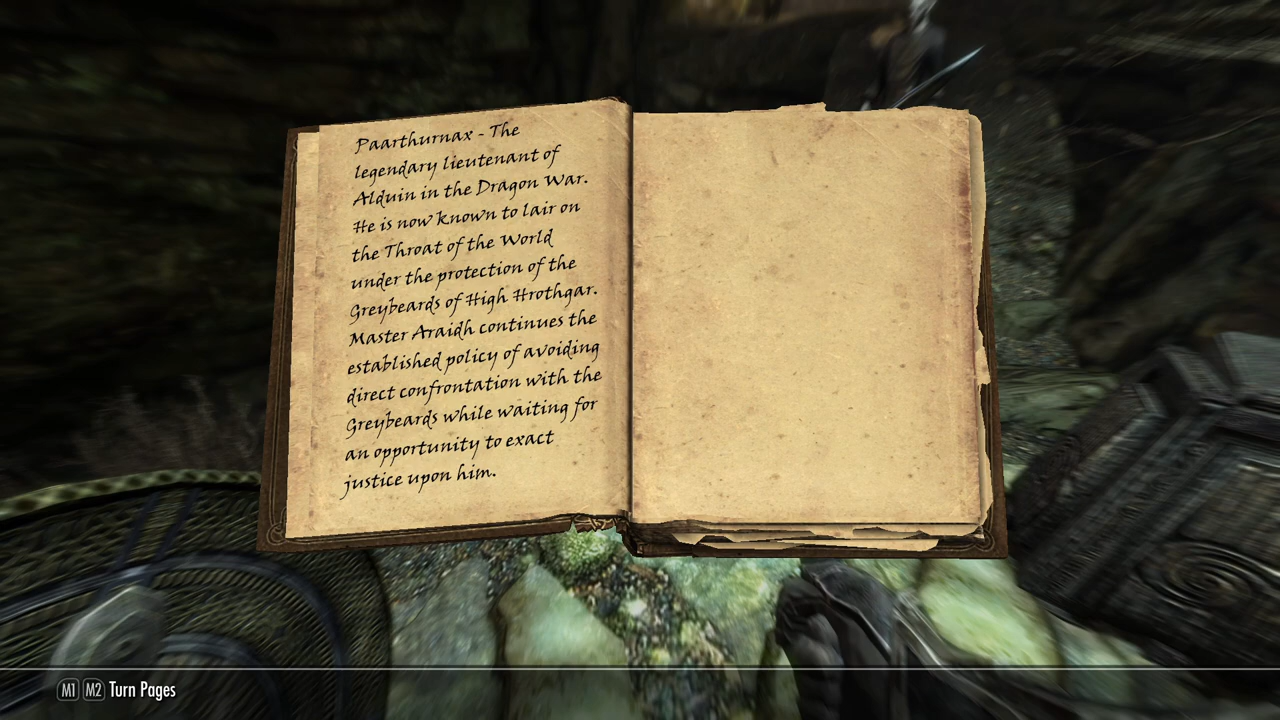 Paarthurnax - The
legendary lieutenant of
Alduin in the Dragon War.
He is now known to lair on
the Throat of the World
under the protection of the
Greybeards of High Hrothgar.
Master Araidh continues the
established policy of avoiding
direct confrontation with the
Greybeards while waiting for
an opportunity to exact
justice upon him.
M1 M2 Turn Pages